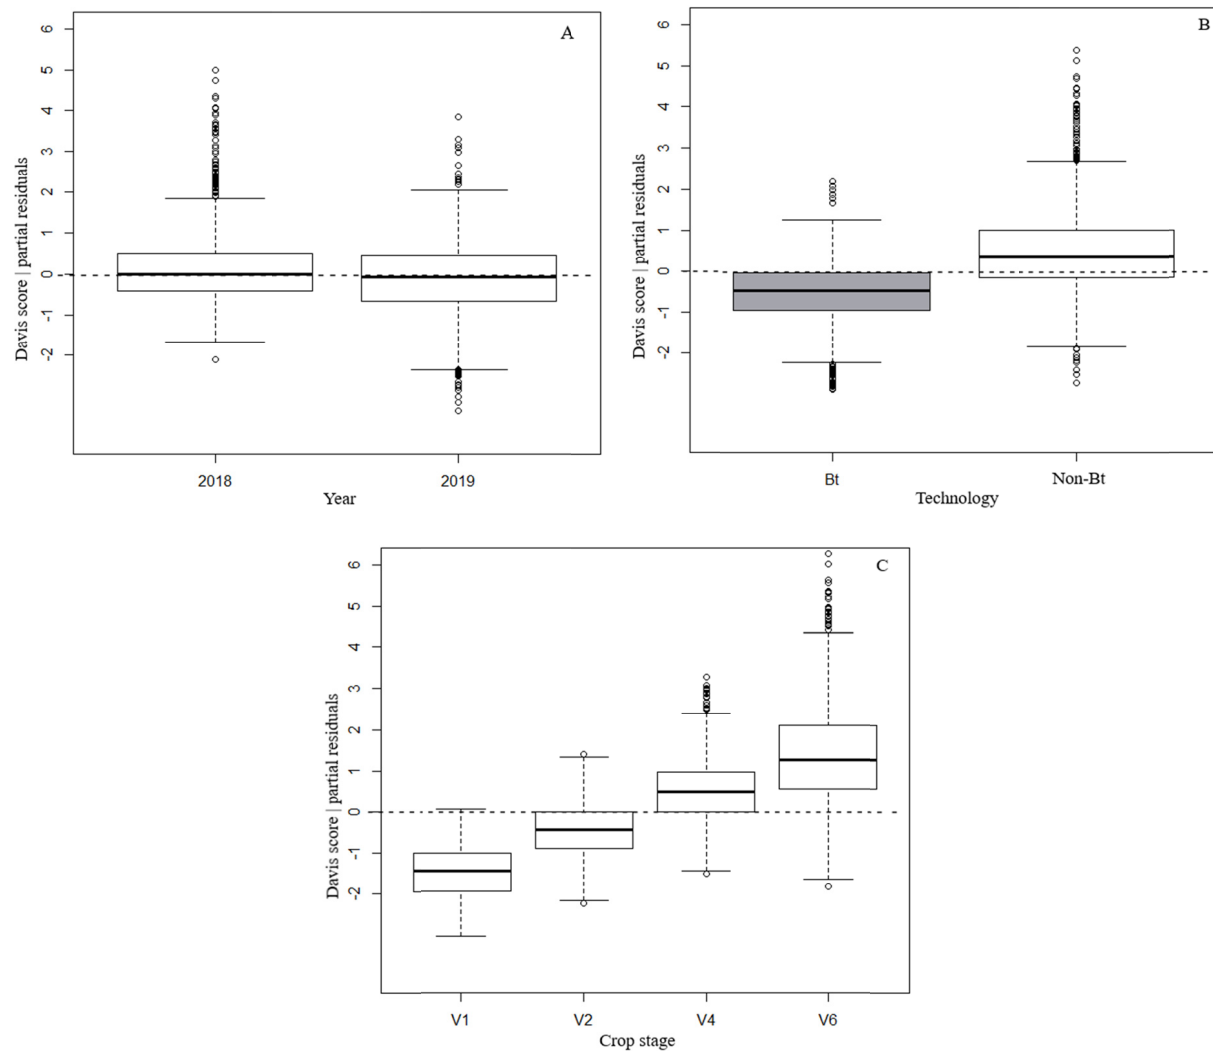 A
6
5
4
3
2
1
0
-1
-2
Davis score | partial residuals
2018
2019
Year
B
6
5
4
3
2
1
0
-1
-2
Davis score | partial residuals
Bt
Non-Bt
Technology
C
6
5
4
3
2
1
0
-1
-2
Davis score | partial residuals
V1
V2
V4
V6
Crop stage